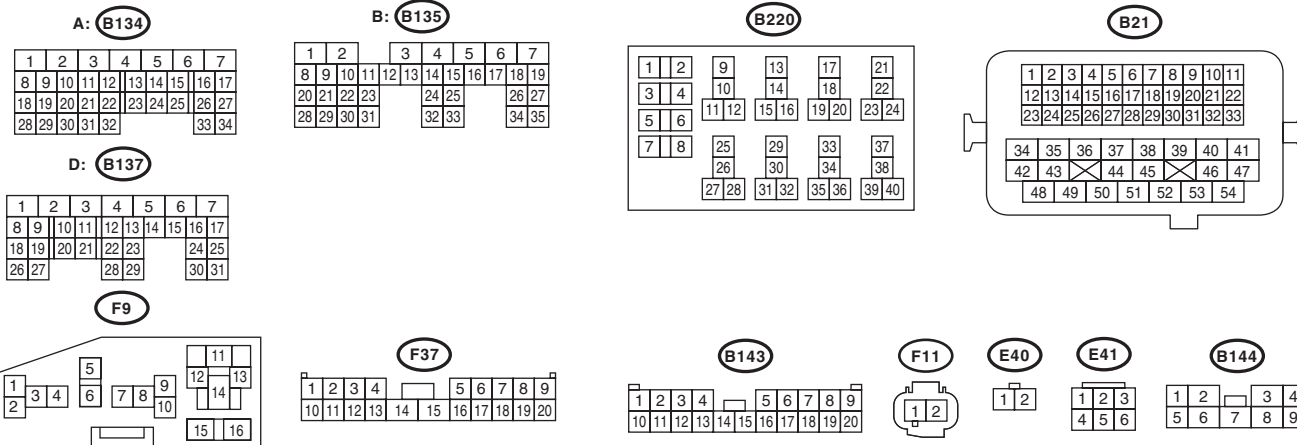 A: B134
1 2 3 4 5 6 7
8 9 10 11 12 13 14 15 16 17
18 19 20 21 22 23 24 25 26 27
28 29 30 31 32 33 34
B: B135
1 2 3 4 5 6 7
8 9 10 11 12 13 14 15 16 17 18 19
20 21 22 23 24 25 26 27
28 29 30 31 32 33 34 35
B220
1 2 9 13 17 21
3 4 10 14 18 22
11 12 15 16 19 20 23 24
5 6
7 8 25 29 33 37
26 30 34 38
27 28 31 32 35 36 39 40
B21
1 2 3 4 5 6 7 8 9 10 11
12 13 14 15 16 17 18 19 20 21 22
23 24 25 26 27 28 29 30 31 32 33
34 35 36 37 38 39 40 41
42 43 44 45 46 47
48 49 50 51 52 53 54
D: B137
1 2 3 4 5 6 7
8 9 10 11 12 13 14 15 16 17
18 19 20 21 22 23 24 25
26 27 28 29 30 31
F9
11
5 12 13
1 3 4 6 7 8 9 14
2 10
15 16
F37
1 2 3 4 5 6 7 8 9
10 11 12 13 14 15 16 17 18 19 20
B143
1 2 3 4 5 6 7 8 9
10 11 12 13 14 15 16 17 18 19 20
F11
1 2
E40
1 2
E41
1 2 3
4 5 6
B144
1 2 3 4
5 6 7 8 9